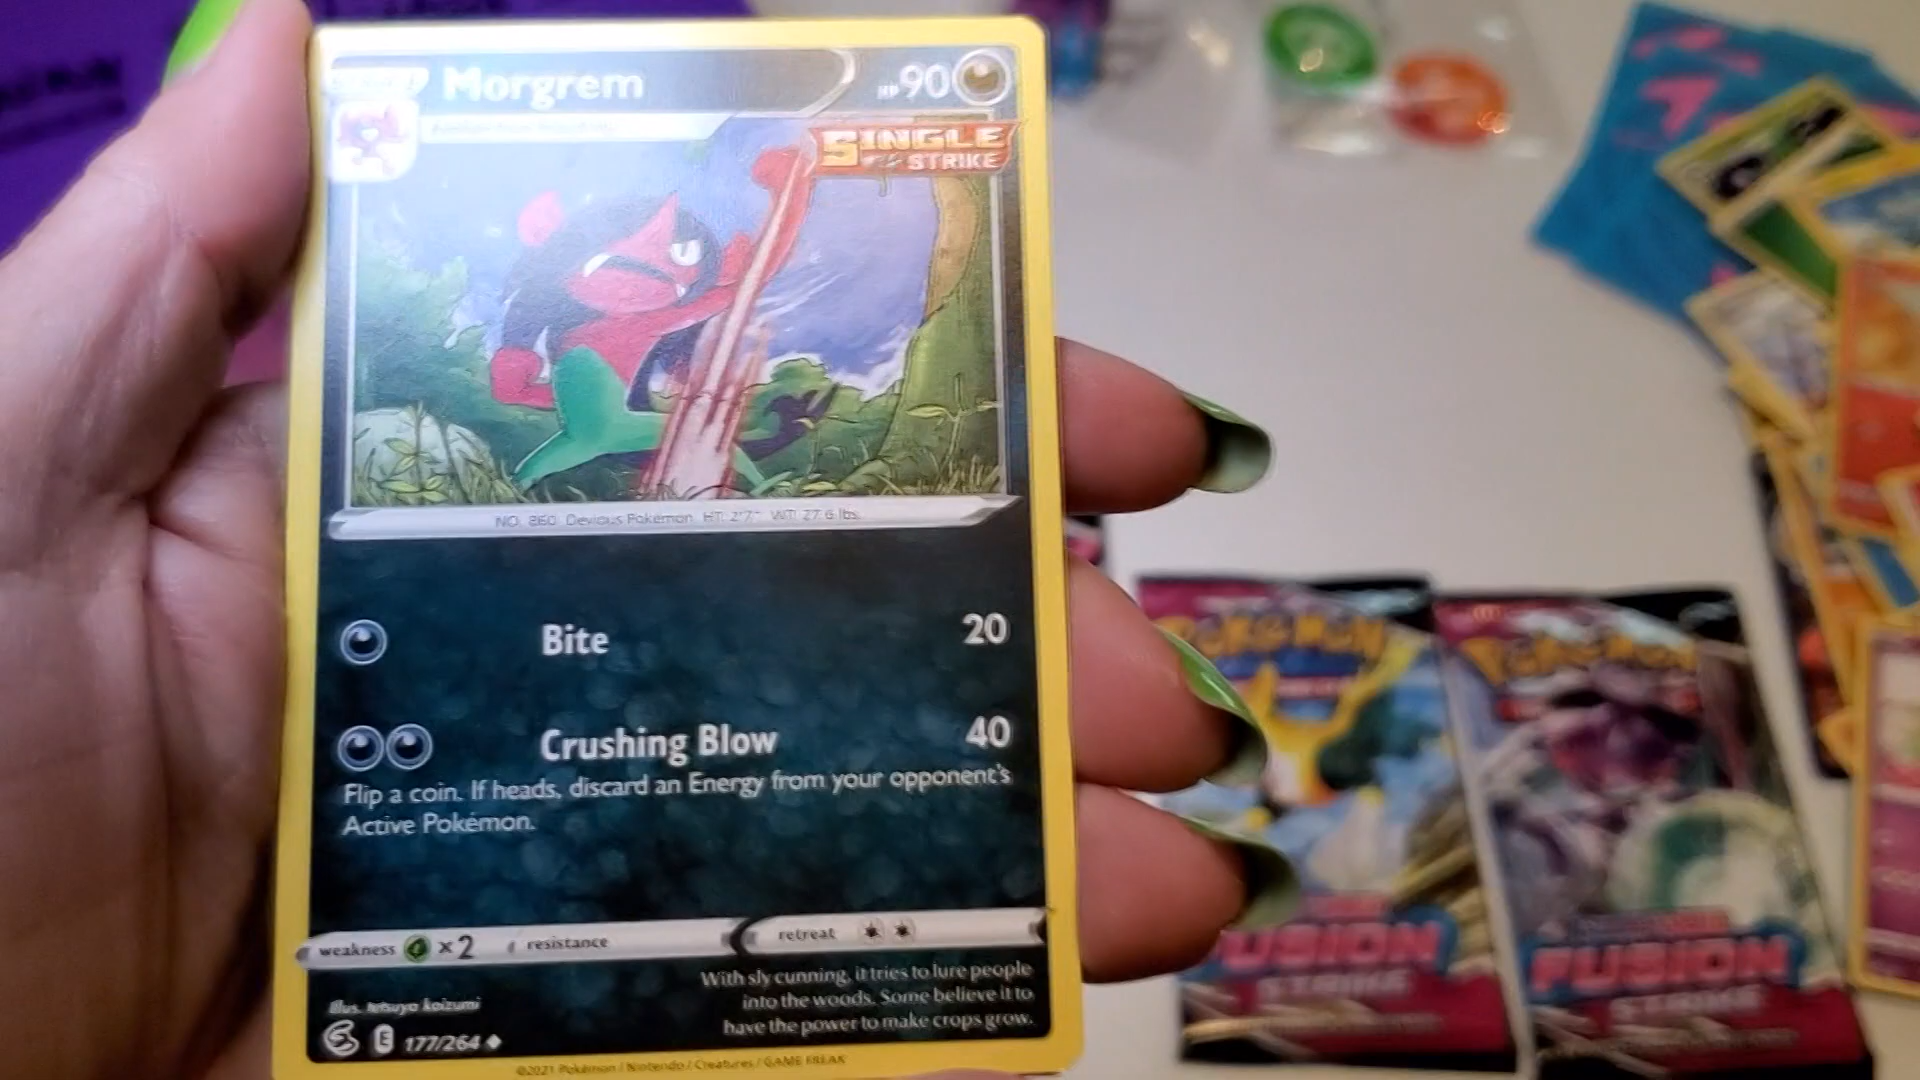 Morgrem
HP 90
SINGLE
STRIKE
NO. 860 Devious Pokémon HT: 2'7" WT: 27.6 lbs.
Bite 20
Crushing Blow 40
Flip a coin. If heads, discard an Energy from your opponent's
Active Pokémon.
weakness x2 resistance retreat
With sly cunning, it tries to lure people
into the woods. Some believe it to
have the power to make crops grow.
Illus. tetsuya koizumi
E 177/264
©2021 Pokémon / Nintendo / Creatures / GAME FREAK
POKÉMON
FUSION
STRIKE
POKÉMON
FUSION
STRIKE